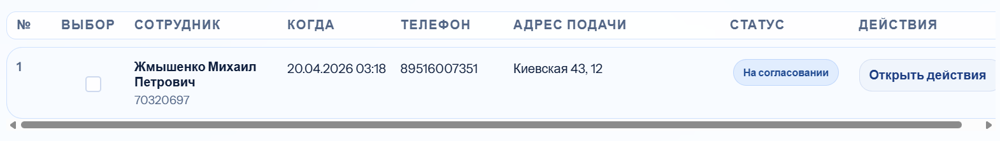 № ВЫБОР СОТРУДНИК КОГДА ТЕЛЕФОН АДРЕС ПОДАЧИ СТАТУС ДЕЙСТВИЯ
1 Жмышенко Михаил Петрович 20.04.2026 03:18 89516007351 Киевская 43, 12 На согласовании Открыть действия
70320697